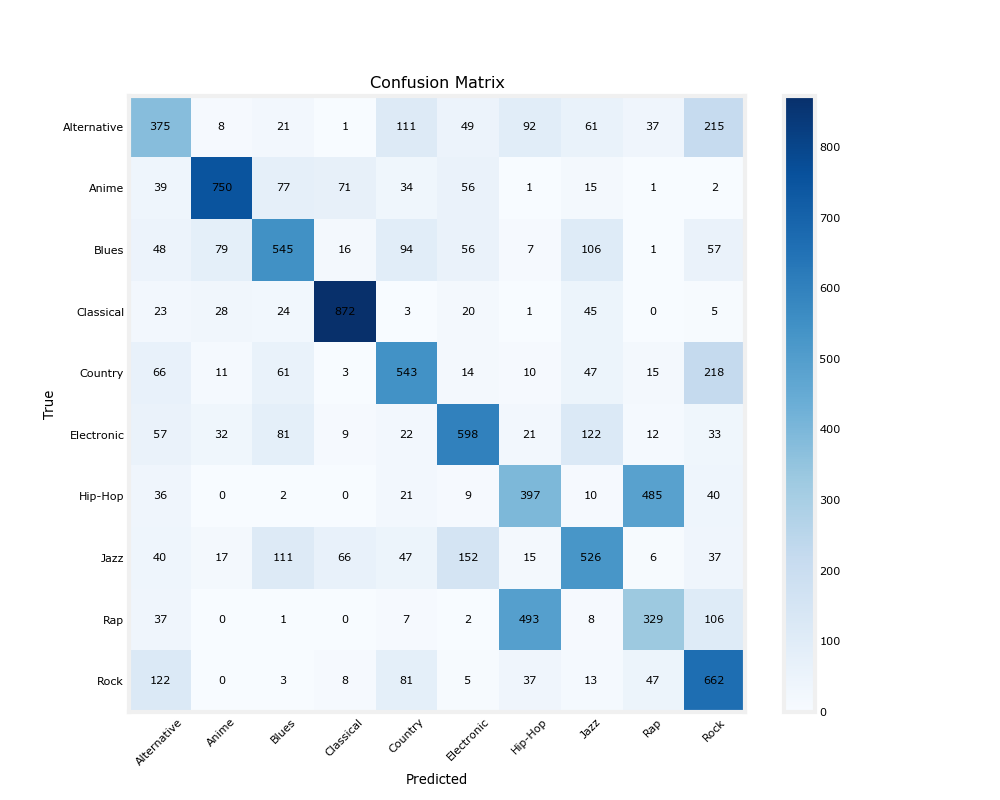 Confusion Matrix
Alternative 375 8 21 1 111 49 92 61 37 215
Anime 39 750 77 71 34 56 1 15 1 2
Blues 48 79 545 16 94 56 7 106 1 57
Classical 23 28 24 872 3 20 1 45 0 5
Country 66 11 61 3 543 14 10 47 15 218
Electronic 57 32 81 9 22 598 21 122 12 33
Hip-Hop 36 0 2 0 21 9 397 10 485 40
Jazz 40 17 111 66 47 152 15 526 6 37
Rap 37 0 1 0 7 2 493 8 329 106
Rock 122 0 3 8 81 5 37 13 47 662
True
Alternative Anime Blues Classical Country Electronic Hip-Hop Jazz Rap Rock
Predicted
800
700
600
500
400
300
200
100
0